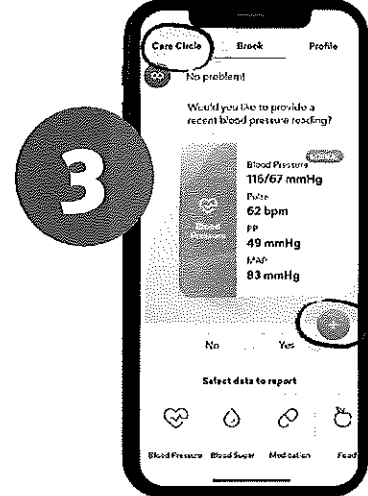 3
Care Circle Brook Profile
No problem!
Would you like to provide a
recent blood pressure reading?
NORMAL
Blood Pressure
116/67 mmHg
Pulse
62 bpm
PP
49 mmHg
MAP
83 mmHg
Blood
Pressure
+
No Yes
Select data to report
Blood Pressure Blood Sugar Medication Food